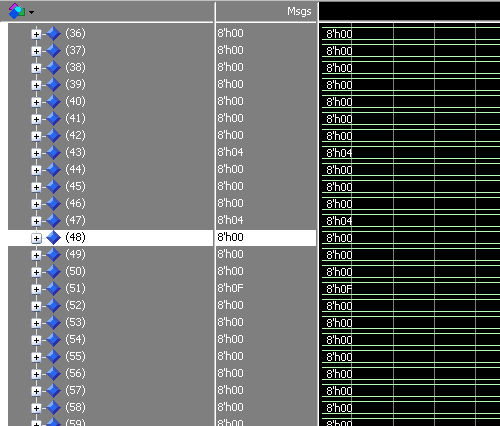 Msgs
(36) 8'h00 8'h00
(37) 8'h00 8'h00
(38) 8'h00 8'h00
(39) 8'h00 8'h00
(40) 8'h00 8'h00
(41) 8'h00 8'h00
(42) 8'h00 8'h00
(43) 8'h04 8'h04
(44) 8'h00 8'h00
(45) 8'h00 8'h00
(46) 8'h00 8'h00
(47) 8'h04 8'h04
(48) 8'h00 8'h00
(49) 8'h00 8'h00
(50) 8'h00 8'h00
(51) 8'h0F 8'h0F
(52) 8'h00 8'h00
(53) 8'h00 8'h00
(54) 8'h00 8'h00
(55) 8'h00 8'h00
(56) 8'h00 8'h00
(57) 8'h00 8'h00
(58) 8'h00 8'h00
(59) 8'h00 8'h00